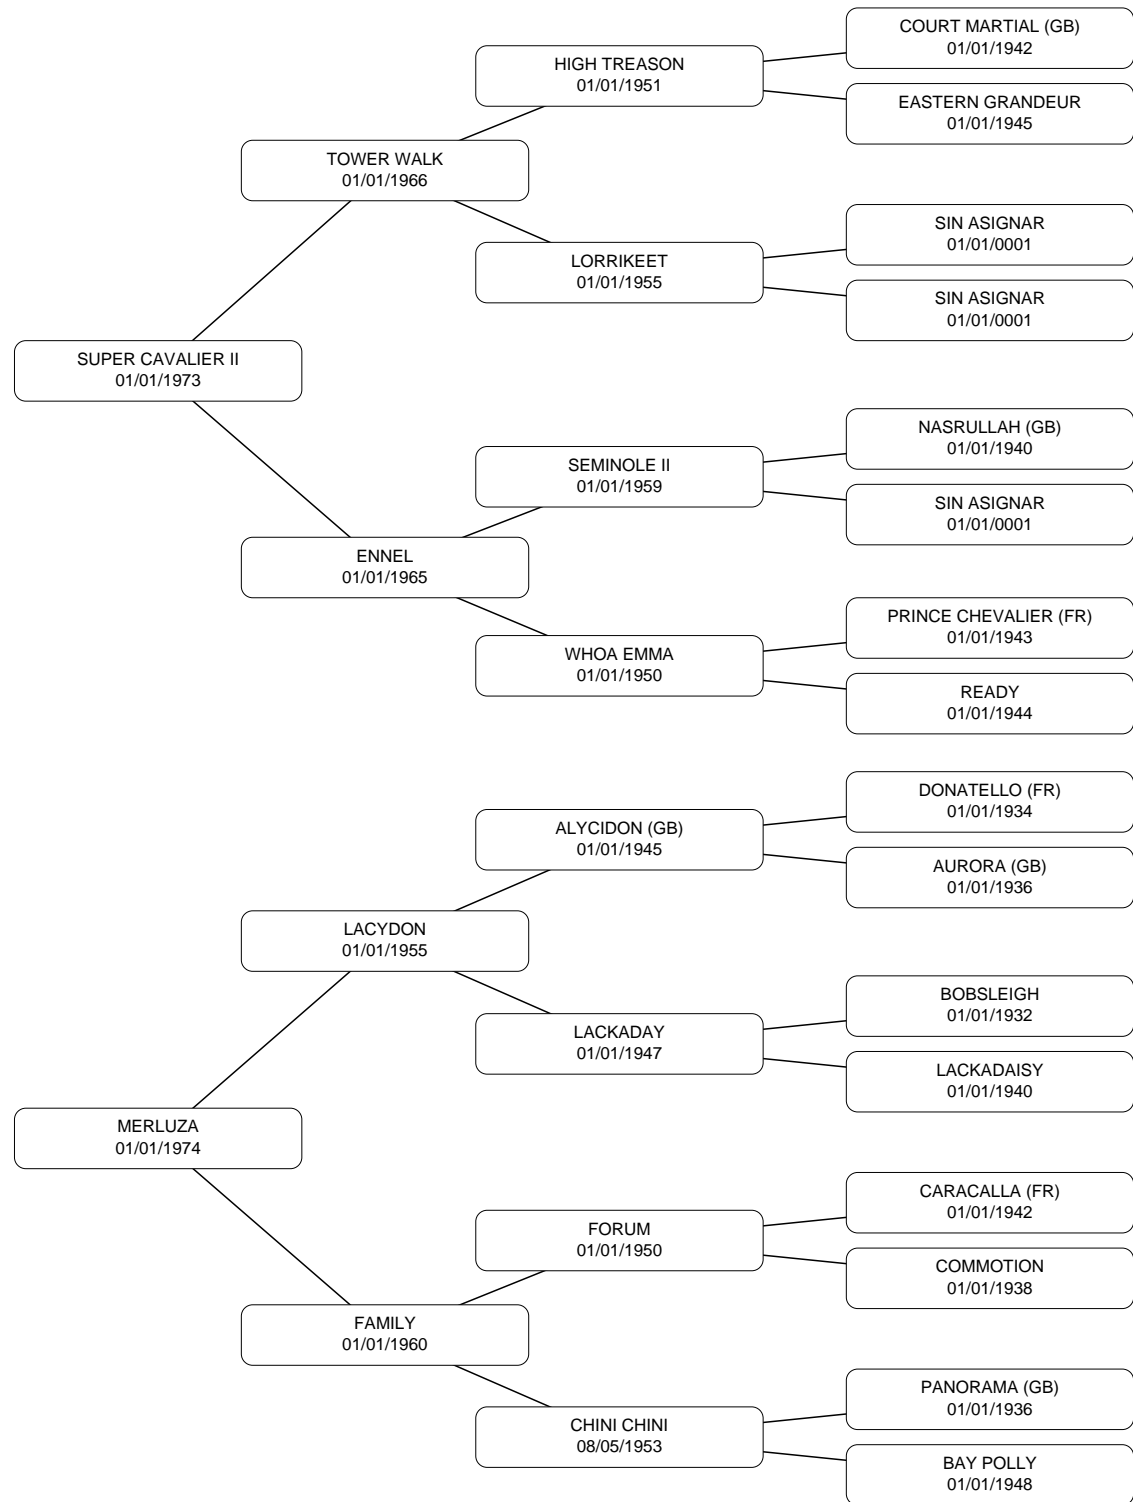 COURT MARTIAL (GB)
01/01/1942
HIGH TREASON
01/01/1951
EASTERN GRANDEUR
01/01/1945
TOWER WALK
01/01/1966
SIN ASIGNAR
01/01/0001
LORRIKEET
01/01/1955
SIN ASIGNAR
01/01/0001
SUPER CAVALIER II
01/01/1973
NASRULLAH (GB)
01/01/1940
SEMINOLE II
01/01/1959
SIN ASIGNAR
01/01/0001
ENNEL
01/01/1965
PRINCE CHEVALIER (FR)
01/01/1943
WHOA EMMA
01/01/1950
READY
01/01/1944
DONATELLO (FR)
01/01/1934
ALYCIDON (GB)
01/01/1945
AURORA (GB)
01/01/1936
LACYDON
01/01/1955
BOBSLEIGH
01/01/1932
LACKADAY
01/01/1947
LACKADAISY
01/01/1940
MERLUZA
01/01/1974
CARACALLA (FR)
01/01/1942
FORUM
01/01/1950
COMMOTION
01/01/1938
FAMILY
01/01/1960
PANORAMA (GB)
01/01/1936
CHINI CHINI
08/05/1953
BAY POLLY
01/01/1948